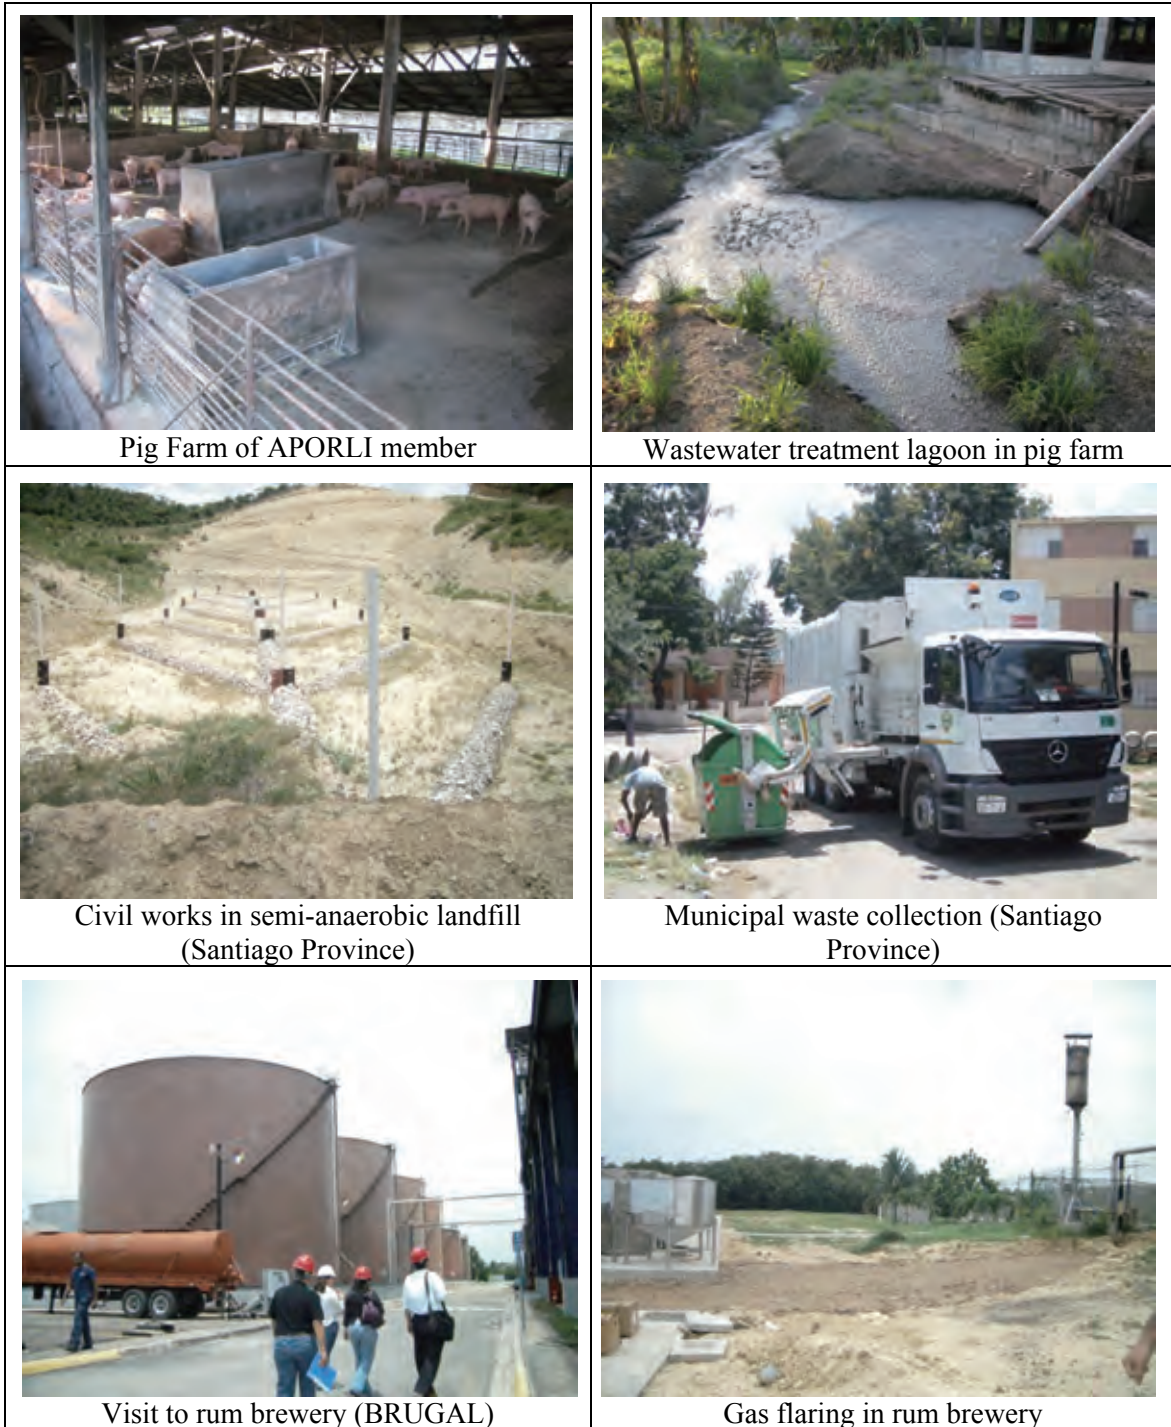 Pig Farm of APORLI member
Wastewater treatment lagoon in pig farm
Civil works in semi-anaerobic landfill
(Santiago Province)
Municipal waste collection (Santiago
Province)
Visit to rum brewery (BRUGAL)
Gas flaring in rum brewery